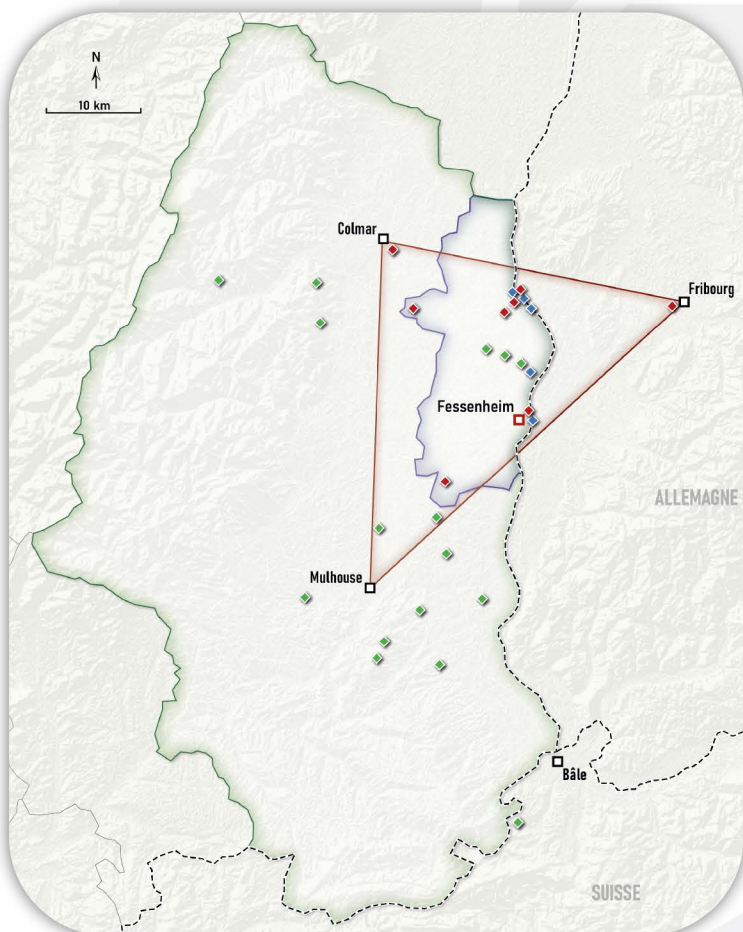 N
10 km
Colmar
Fribourg
Fessenheim
ALLEMAGNE
Mulhouse
Bâle
SUISSE